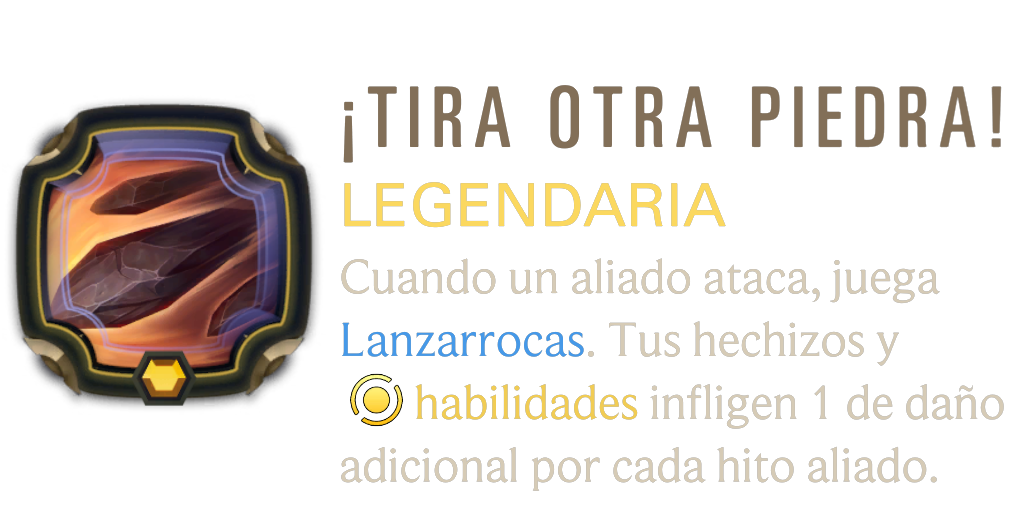 ¡TIRA OTRA PIEDRA!
LEGENDARIA
Cuando un aliado ataca, juega
Lanzarrocas. Tus hechizos y
habilidades infligen 1 de daño
adicional por cada hito aliado.